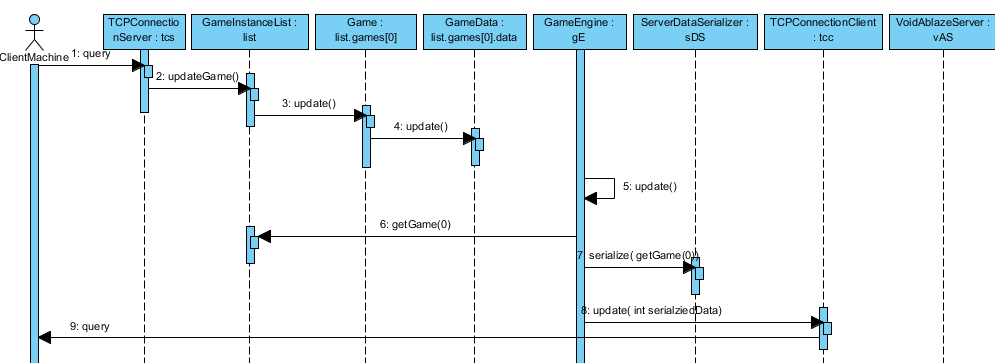 TCPConnectio
nServer : tcs
GameInstanceList :
list
Game :
list.games[0]
GameData :
list.games[0].data
GameEngine :
gE
ServerDataSerializer :
sDS
TCPConnectionClient
: tcc
VoidAblazeServer :
vAS
ClientMachine
1: query
2: updateGame()
3: update()
4: update()
5: update()
6: getGame(0)
7: serialize( getGame(0))
8: update( int serialziedData)
9: query